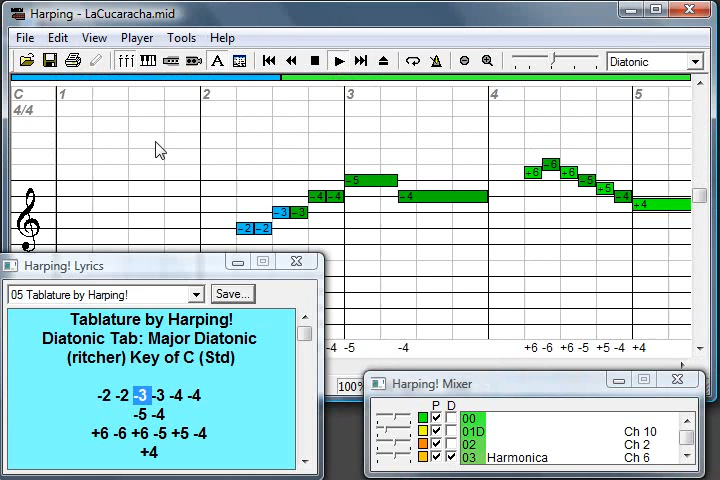 Harping - LaCucaracha.mid
File Edit View Player Tools Help
A Diatonic
C 1 2 3 4 5
4/4
-6
+6 +6
-5 -5
+5
-4 -4 -4 -4
+4
-3 -3
-2 -2
-4 -5 -4 +6 -6 +6 -5 +5 -4 +4
100%
Harping! Lyrics
05 Tablature by Harping! Save...
Tablature by Harping!
Diatonic Tab: Major Diatonic
(ritcher) Key of C (Std)
-2 -2 -3 -3 -4 -4
-5 -4
+6 -6 +6 -5 +5 -4
+4
Harping! Mixer
P D
00
01D Ch 10
02 Ch 2
03 Harmonica Ch 6